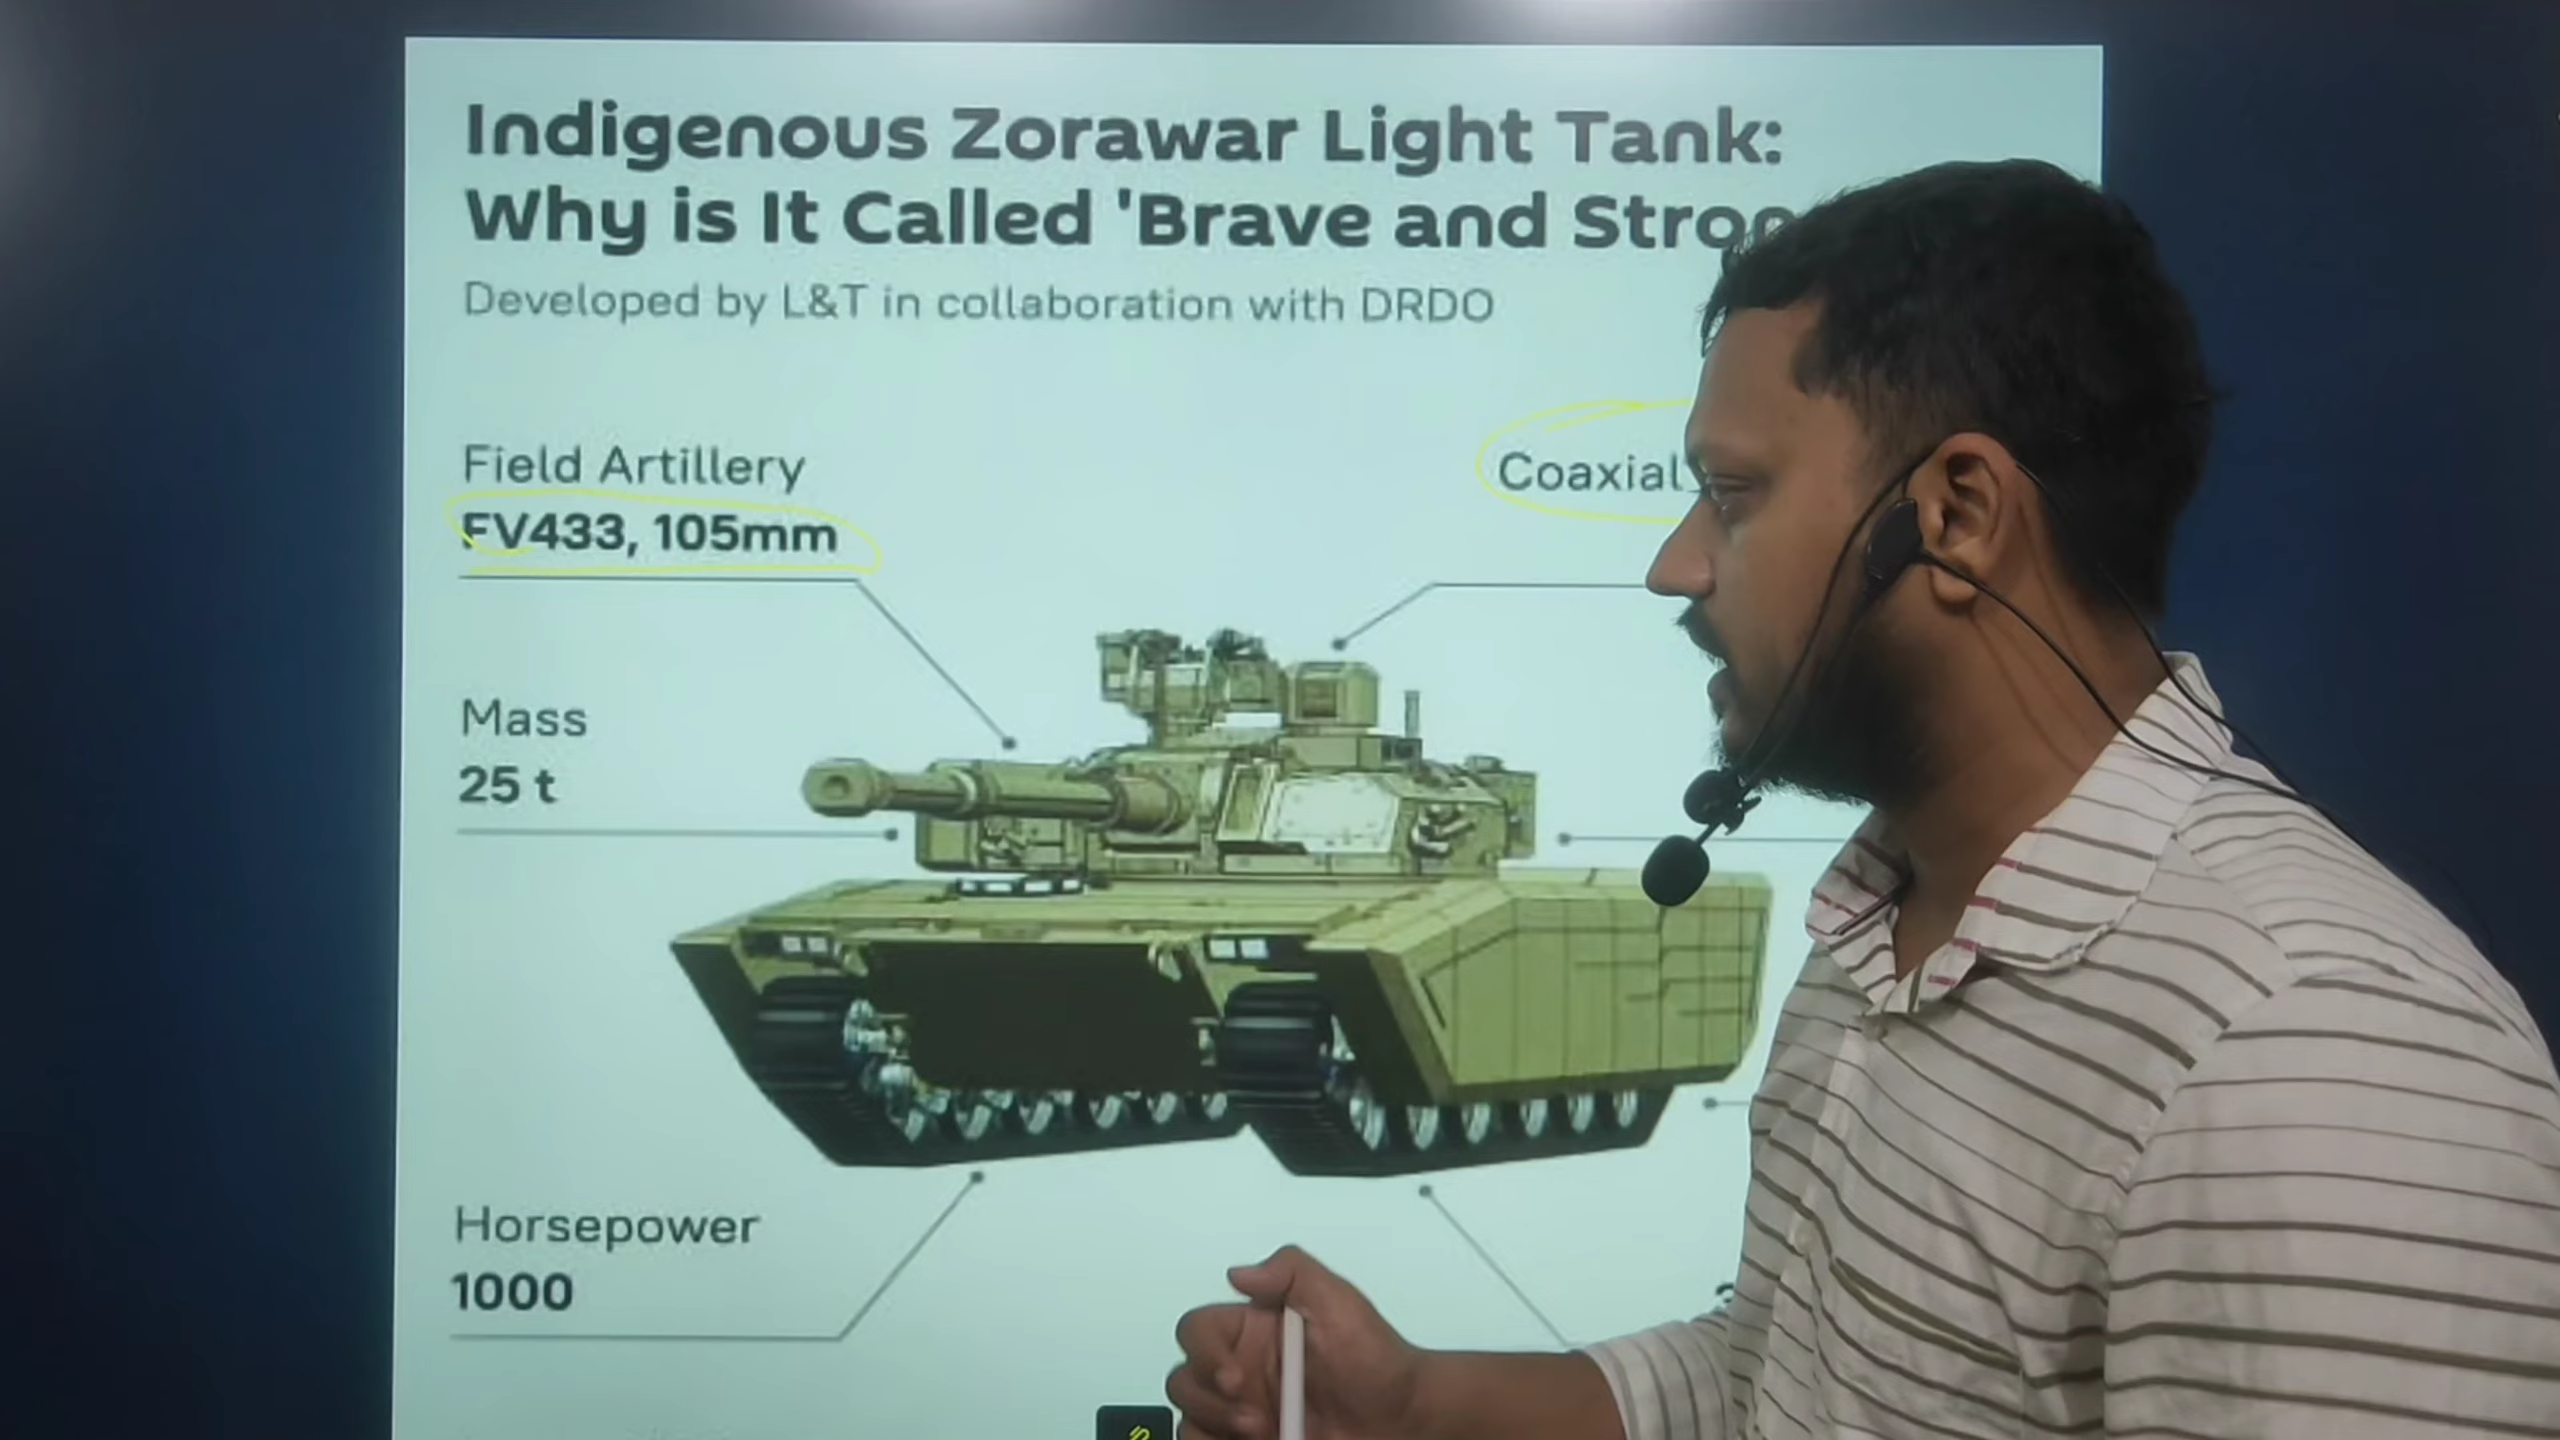 Indigenous Zorawar Light Tank:
Why is It Called 'Brave and
Developed by L&T in collaboration with DRDO
Field Artillery
FV433, 105mm
Coaxial
Mass
25 t
Horsepower
1000